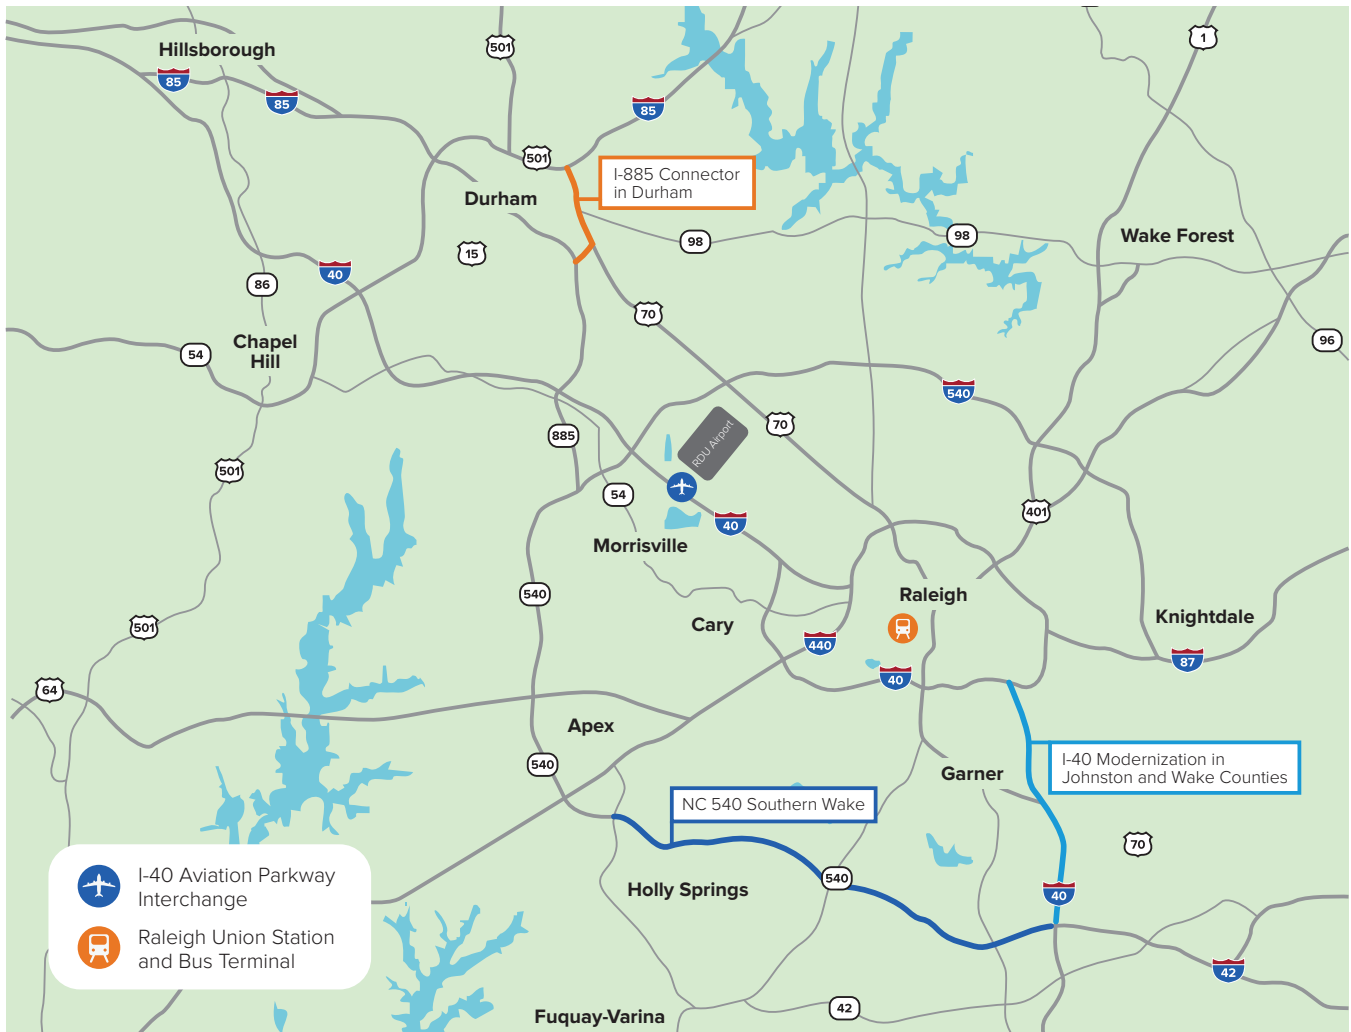 501
1
Hillsborough
85
85
85
501
I-885 Connector
in Durham
Durham
98
98
Wake Forest
15
40
86
70
Chapel
Hill
54
96
540
70
885
RDU Airport
501
54
401
40
Morrisville
540
Raleigh
Knightdale
501
Cary
440
87
64
40
Apex
540
Garner
I-40 Modernization in
Johnston and Wake Counties
NC 540 Southern Wake
70
I-40 Aviation Parkway
Interchange
540
Holly Springs
40
Raleigh Union Station
and Bus Terminal
42
42
Fuquay-Varina